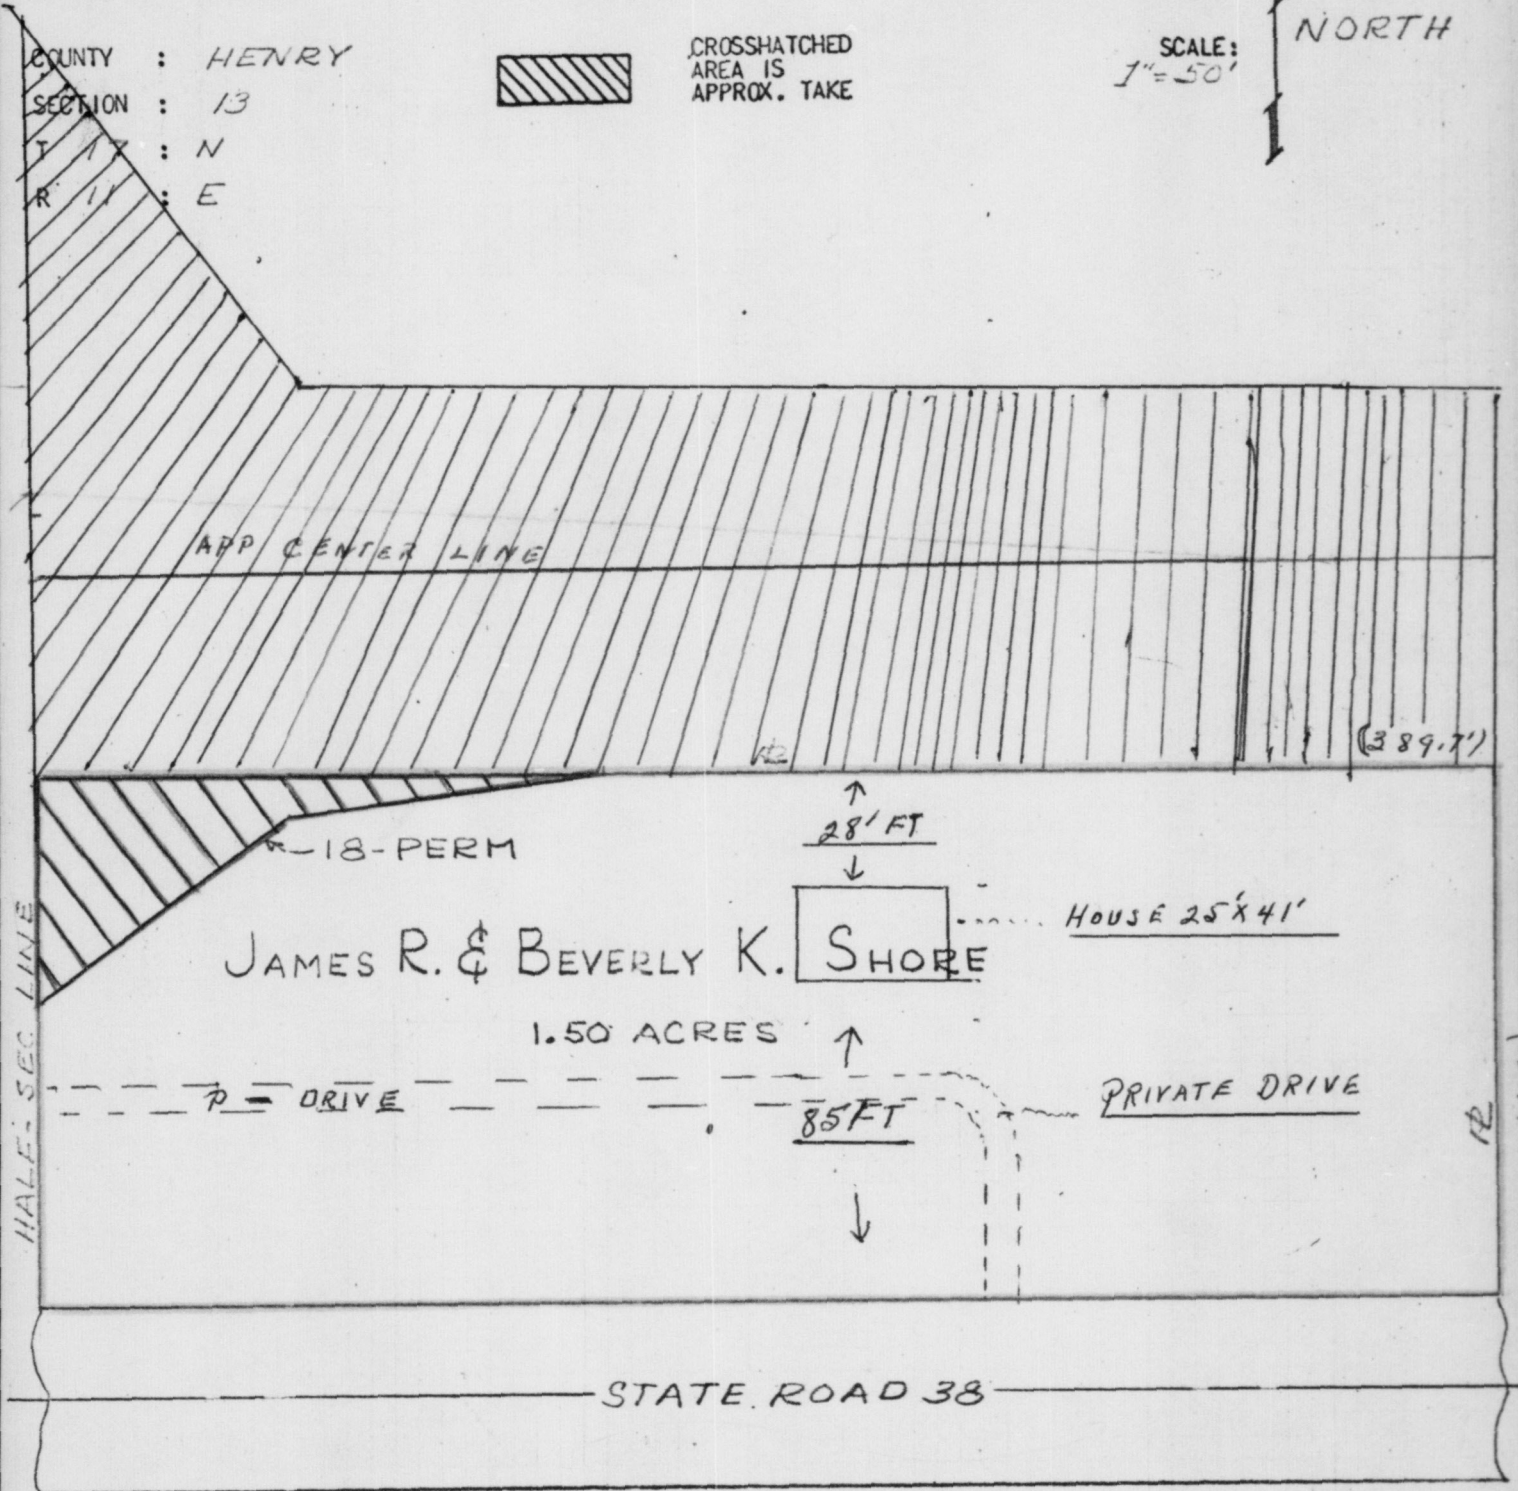 COUNTY : HENRY
SECTION : 13
T 17 : N
R 11 : E
CROSSHATCHED
AREA IS
APPROX. TAKE
SCALE:
1"=50'
NORTH
APP CENTER LINE
(389.7')
28' FT
18-PERM
HOUSE 25'X41'
JAMES R. & BEVERLY K. SHORE
1.50 ACRES
P - DRIVE
PRIVATE DRIVE
85FT
HALF-SEC LINE
STATE ROAD 38